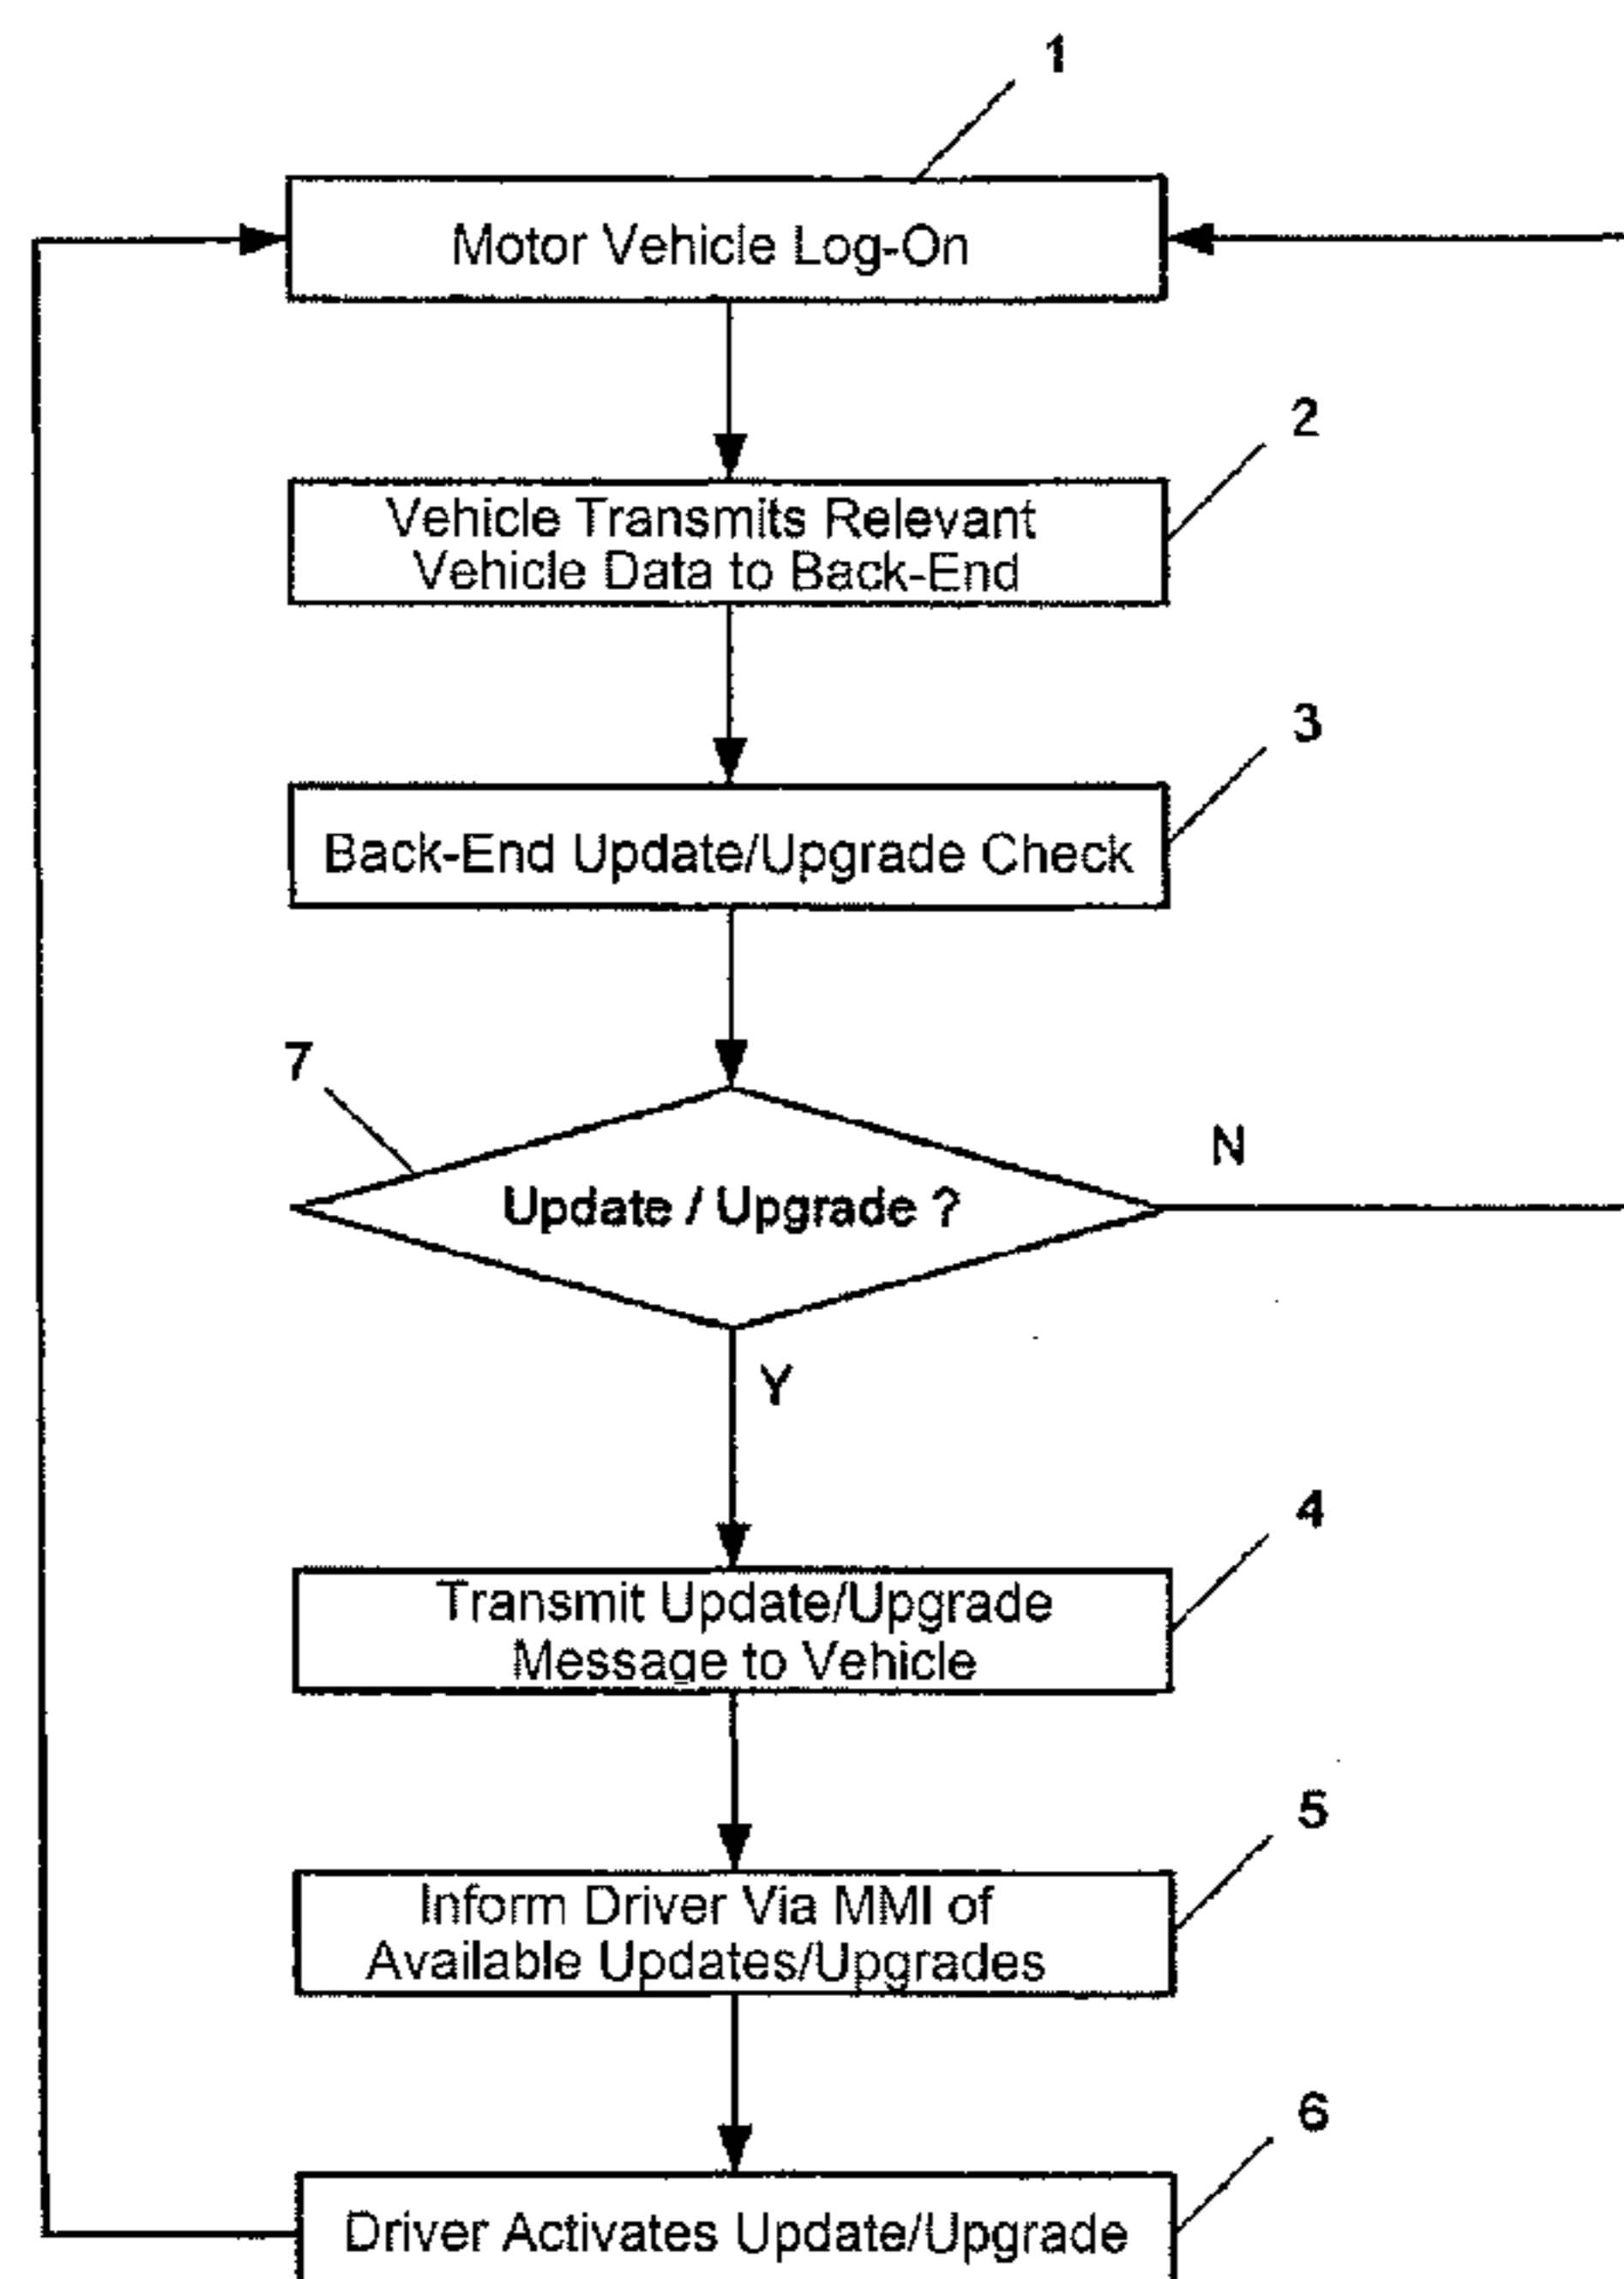 1
Motor Vehicle Log-On
2
Vehicle Transmits Relevant
Vehicle Data to Back-End
3
Back-End Update/Upgrade Check
7
N
Update / Upgrade ?
Y
4
Transmit Update/Upgrade
Message to Vehicle
5
Inform Driver Via MMI of
Available Updates/Upgrades
6
Driver Activates Update/Upgrade